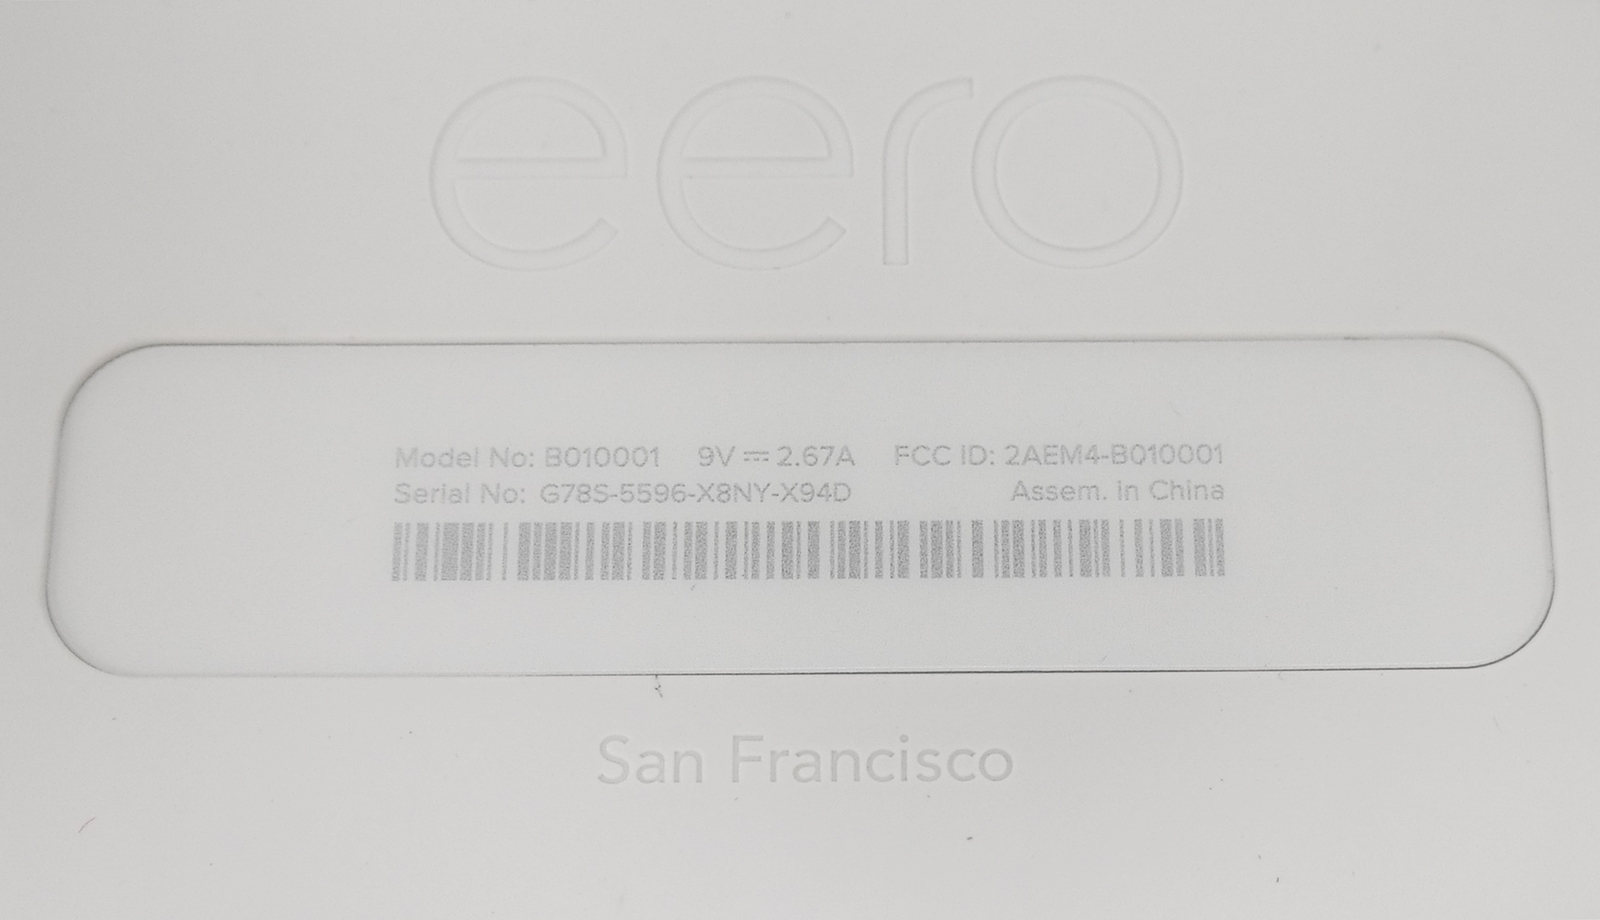 eero
Model No: B010001 9V ⎓ 2.67A FCC ID: 2AEM4-B010001
Serial No: G78S-5596-X8NY-X94D Assem. in China
San Francisco